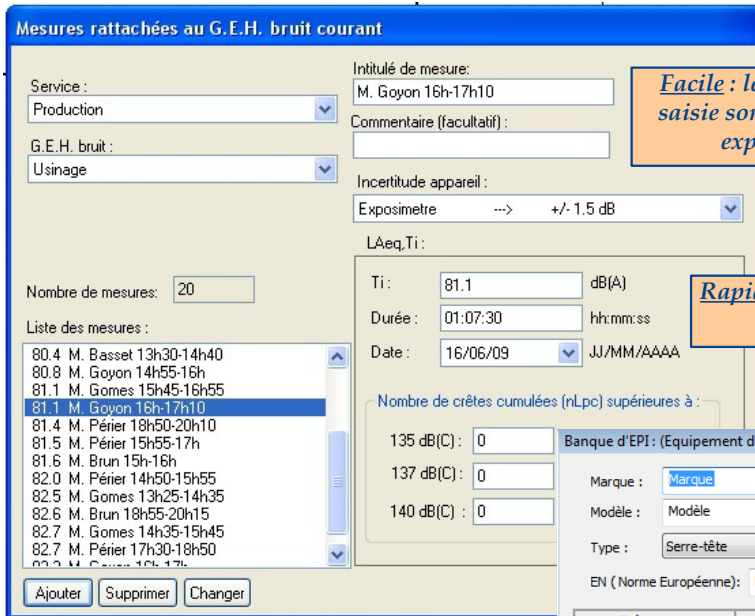 Mesures rattachées au G.E.H. bruit courant
Service :
Production
G.E.H. bruit :
Usinage
Intitulé de mesure:
M. Goyon 16h-17h10
Commentaire (facultatif) :
Incertitude appareil :
Exposimetre ---> +/- 1.5 dB
LAeq,Ti :
Ti : 81.1 dB(A)
Durée : 01:07:30 hh:mm:ss
Date : 16/06/09 JJ/MM/AAAA
Nombre de crêtes cumulées (nLpc) supérieures à :
135 dB(C) : 0
137 dB(C) : 0
140 dB(C) : 0
Nombre de mesures: 20
Liste des mesures :
80.4 M. Basset 13h30-14h40
80.8 M. Goyon 14h55-16h
81.1 M. Gomes 15h45-16h55
81.1 M. Goyon 16h-17h10
81.4 M. Périer 18h50-20h10
81.5 M. Périer 15h55-17h
81.6 M. Brun 15h-16h
82.0 M. Périer 14h50-15h55
82.5 M. Gomes 13h25-14h35
82.6 M. Brun 18h55-20h15
82.7 M. Gomes 14h35-15h45
82.7 M. Périer 17h30-18h50
Ajouter Supprimer Changer
Facile : le
saisie so
exp
Rapi
Banque d'EPI : (Equipement d
Marque : Marque
Modèle : Modèle
Type : Serre-tête
EN ( Norme Européenne):